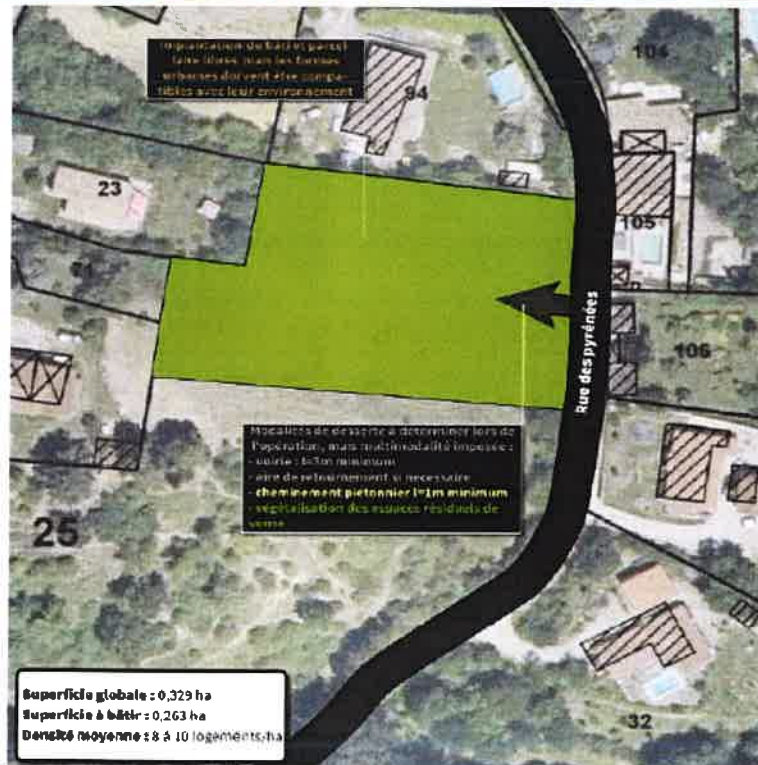 Implantation du bâti et parcel
laire libres mais les formes
urbaines doivent être compa-
tibles avec leur environnement
94
104
23
105
Rue des pyrénées
106
Modalités de desserte à déterminer lors de
l'opération, mais multimodalité imposée :
- voirie : l=3m minimum
- aire de retournement si necessaire
- cheminement pietonnier l=1m minimum
- végétalisation des espaces résiduels de
voirie
25
32
Superficie globale : 0,329 ha
Superficie à bâtir : 0,263 ha
Densité moyenne : 8 à 10 logements/ha